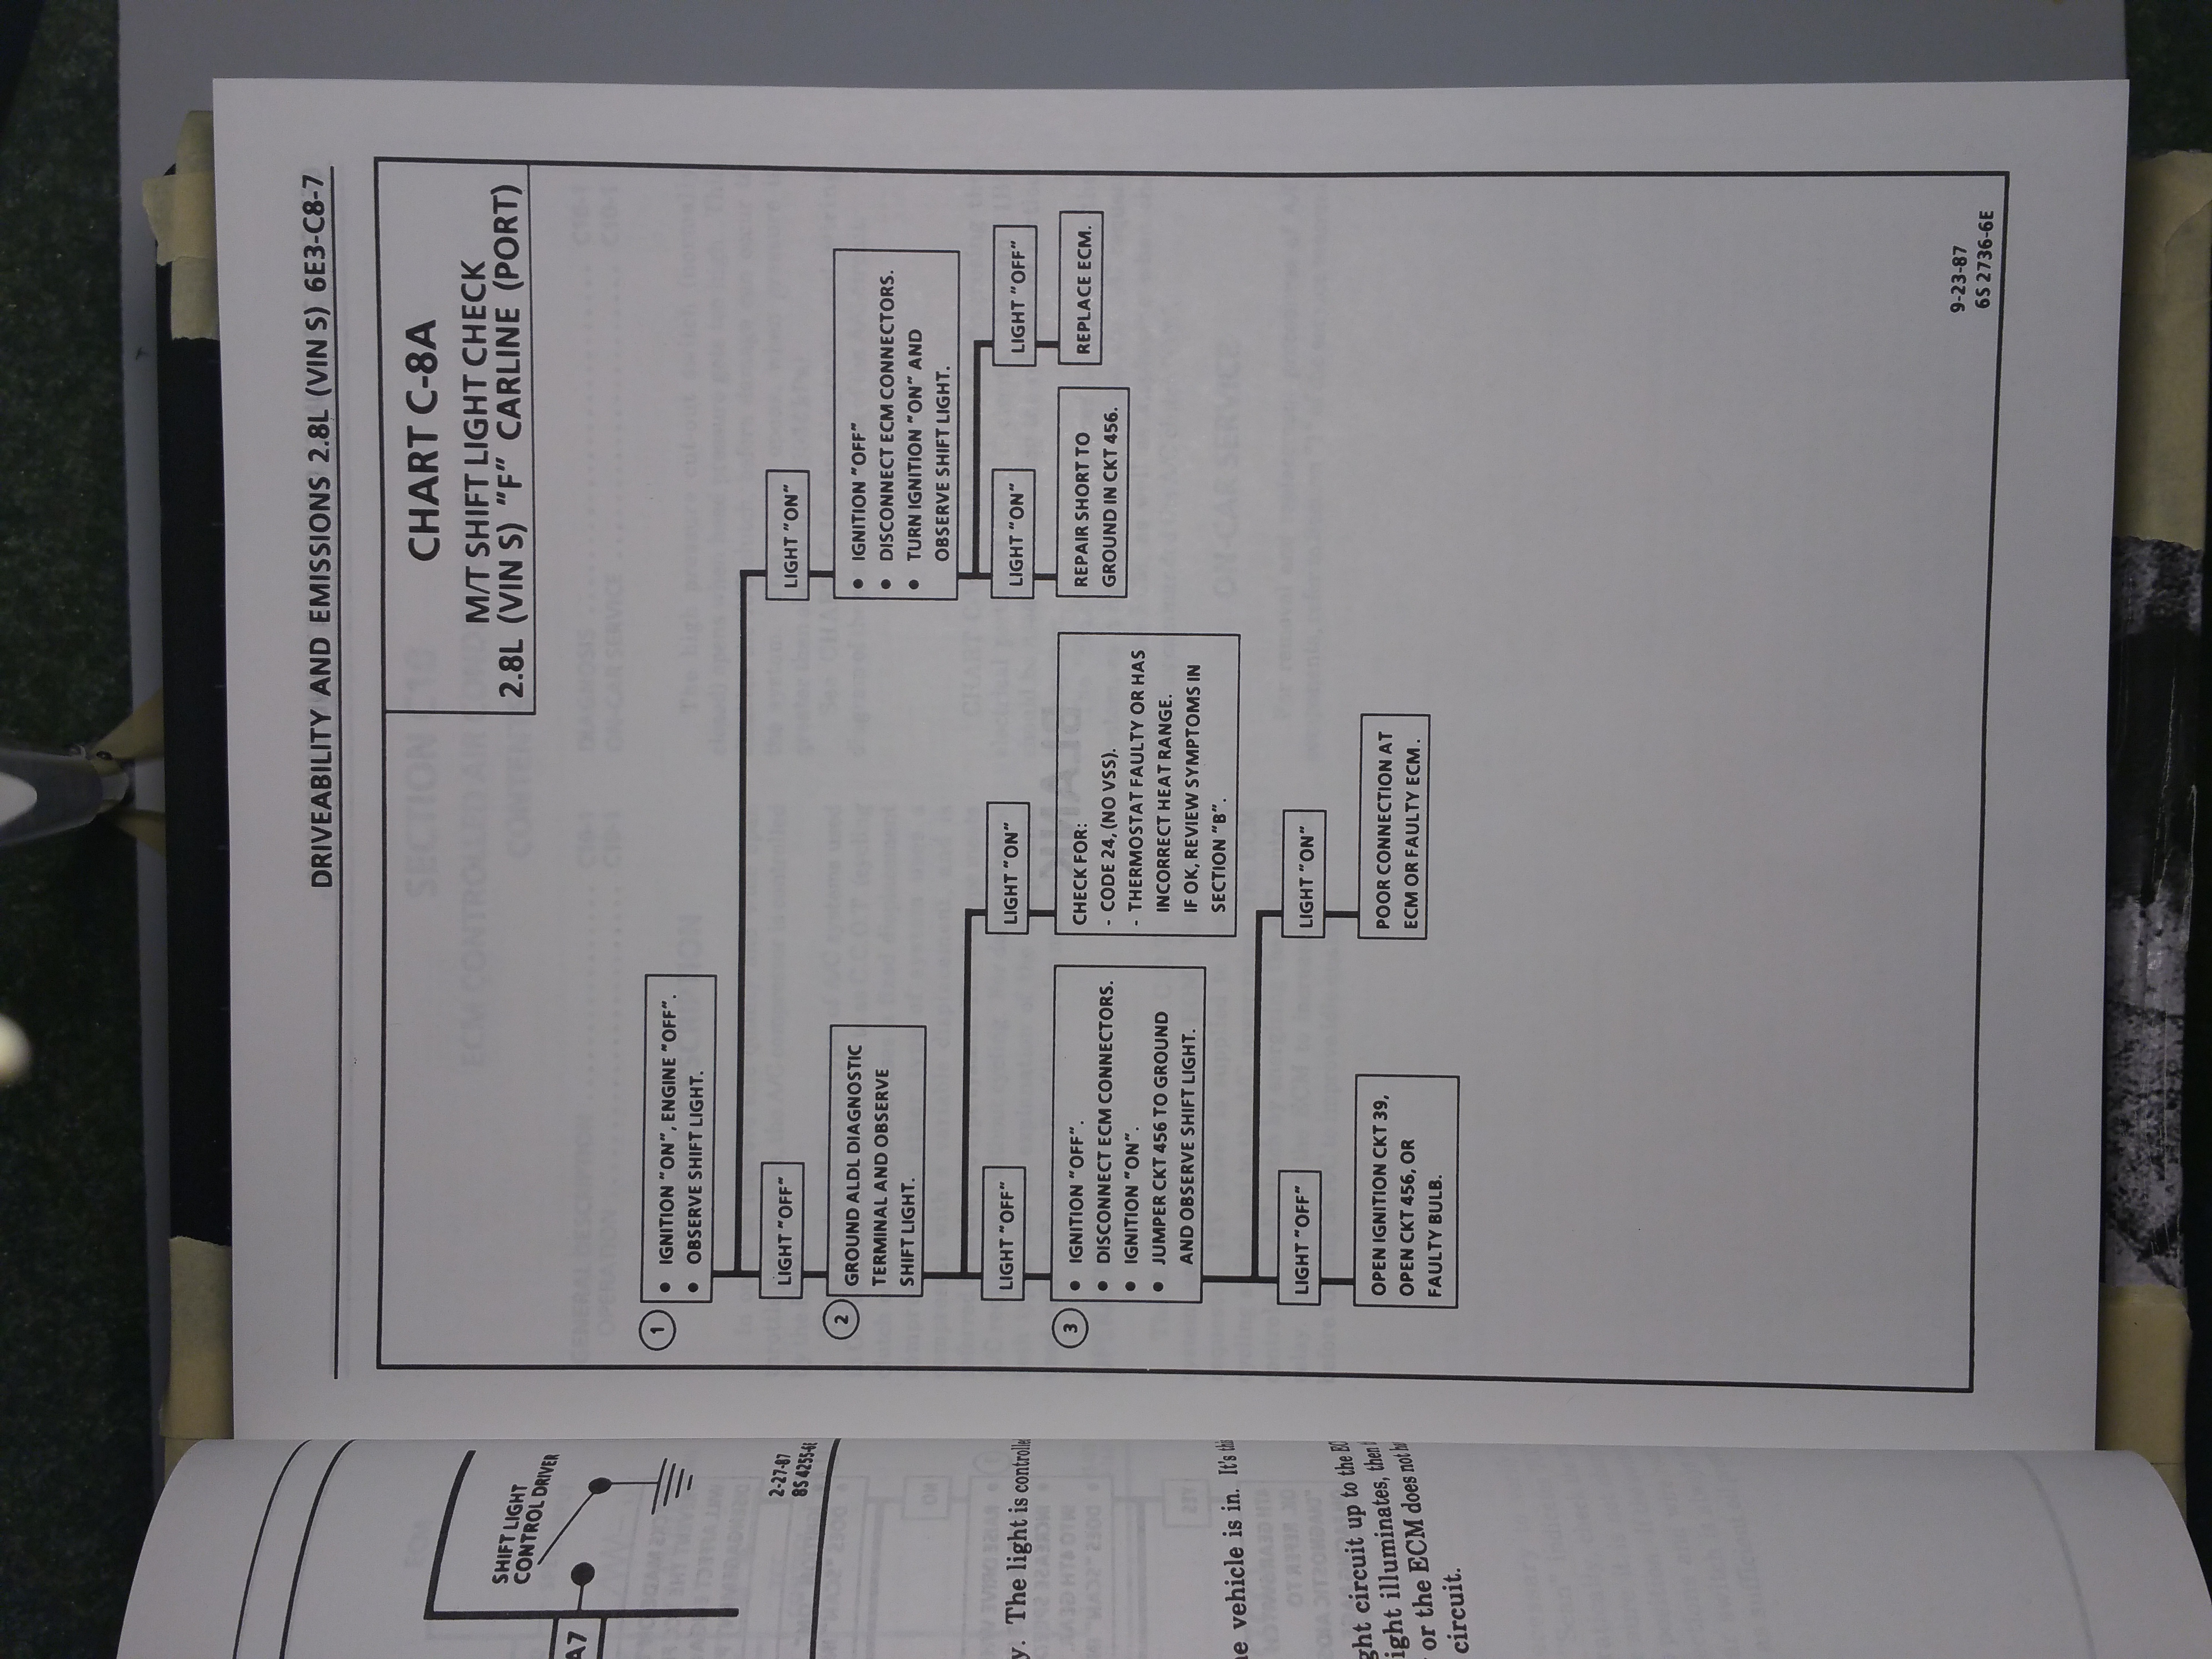 DRIVEABILITY AND EMISSIONS 2.8L (VIN S) 6E3-C8-7
CHART C-8A
M/T SHIFT LIGHT CHECK
2.8L (VIN S) "F" CARLINE (PORT)
1
● IGNITION "ON", ENGINE "OFF".
● OBSERVE SHIFT LIGHT.
LIGHT "OFF"
LIGHT "ON"
2
GROUND ALDL DIAGNOSTIC
TERMINAL AND OBSERVE
SHIFT LIGHT.
● IGNITION "OFF"
● DISCONNECT ECM CONNECTORS.
● TURN IGNITION "ON" AND
OBSERVE SHIFT LIGHT.
LIGHT "OFF"
LIGHT "ON"
LIGHT "ON"
LIGHT "OFF"
3
● IGNITION "OFF".
● DISCONNECT ECM CONNECTORS.
● IGNITION "ON".
● JUMPER CKT 456 TO GROUND
AND OBSERVE SHIFT LIGHT.
CHECK FOR:
- CODE 24, (NO VSS).
- THERMOSTAT FAULTY OR HAS
INCORRECT HEAT RANGE.
IF OK, REVIEW SYMPTOMS IN
SECTION "B".
REPAIR SHORT TO
GROUND IN CKT 456.
REPLACE ECM.
LIGHT "OFF"
LIGHT "ON"
OPEN IGNITION CKT 39,
OPEN CKT 456, OR
FAULTY BULB.
POOR CONNECTION AT
ECM OR FAULTY ECM.
9-23-87
6S 2736-6E
SHIFT LIGHT
CONTROL DRIVER
A7
2-27-87
8S 4255-6E
The light is controlled
vehicle is in. It's this
circuit up to the
illuminates, then
or the ECM does not
circuit.